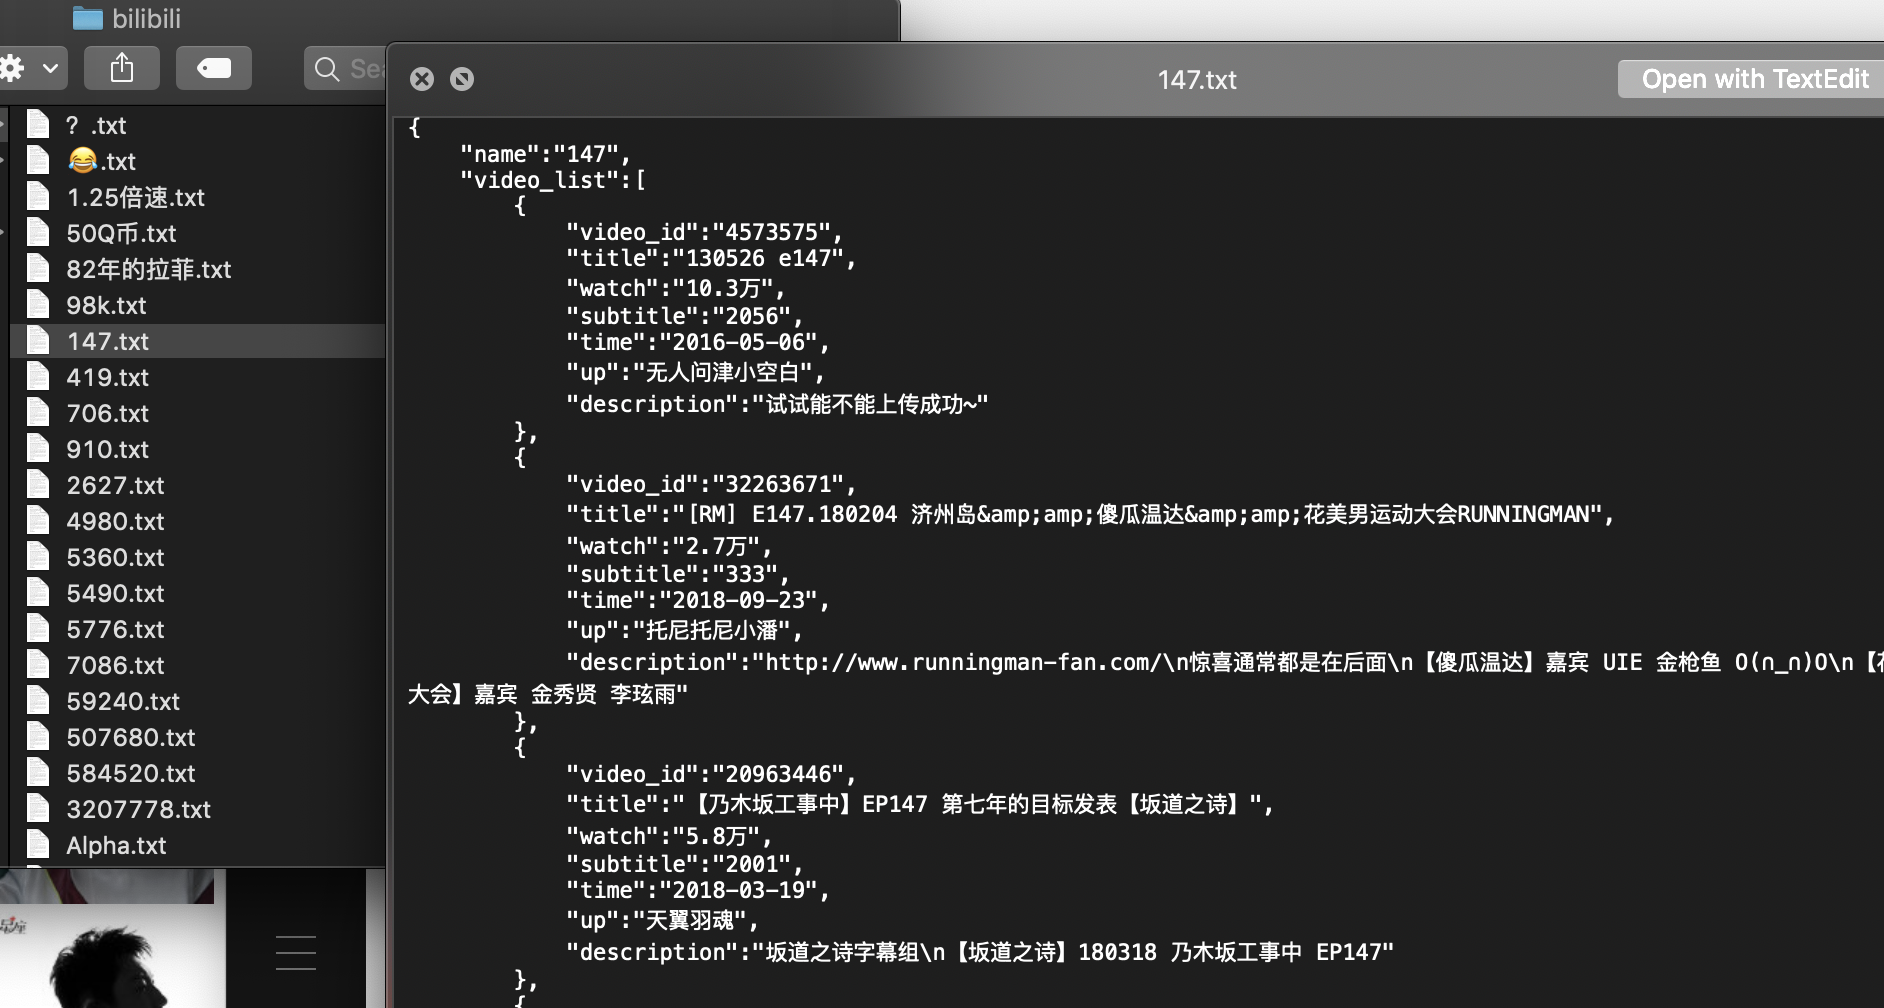 bilibili
Sea
? .txt
😂.txt
1.25倍速.txt
50Q币.txt
82年的拉菲.txt
98k.txt
147.txt
419.txt
706.txt
910.txt
2627.txt
4980.txt
5360.txt
5490.txt
5776.txt
7086.txt
59240.txt
507680.txt
584520.txt
3207778.txt
Alpha.txt
147.txt
Open with TextEdit
{
"name":"147",
"video_list":[
{
"video_id":"4573575",
"title":"130526 e147",
"watch":"10.3万",
"subtitle":"2056",
"time":"2016-05-06",
"up":"无人问津小空白",
"description":"试试能不能上传成功~"
},
{
"video_id":"32263671",
"title":"[RM] E147.180204 济州岛&amp;amp;傻瓜温达&amp;amp;花美男运动大会RUNNINGMAN",
"watch":"2.7万",
"subtitle":"333",
"time":"2018-09-23",
"up":"托尼托尼小潘",
"description":"http://www.runningman-fan.com/\n惊喜通常都是在后面\n【傻瓜温达】嘉宾 UIE 金枪鱼 O(∩_∩)O\n【花
大会】嘉宾 金秀贤 李玹雨"
},
{
"video_id":"20963446",
"title":"【乃木坂工事中】EP147 第七年的目标发表【坂道之诗】",
"watch":"5.8万",
"subtitle":"2001",
"time":"2018-03-19",
"up":"天翼羽魂",
"description":"坂道之诗字幕组\n【坂道之诗】180318 乃木坂工事中 EP147"
},
{